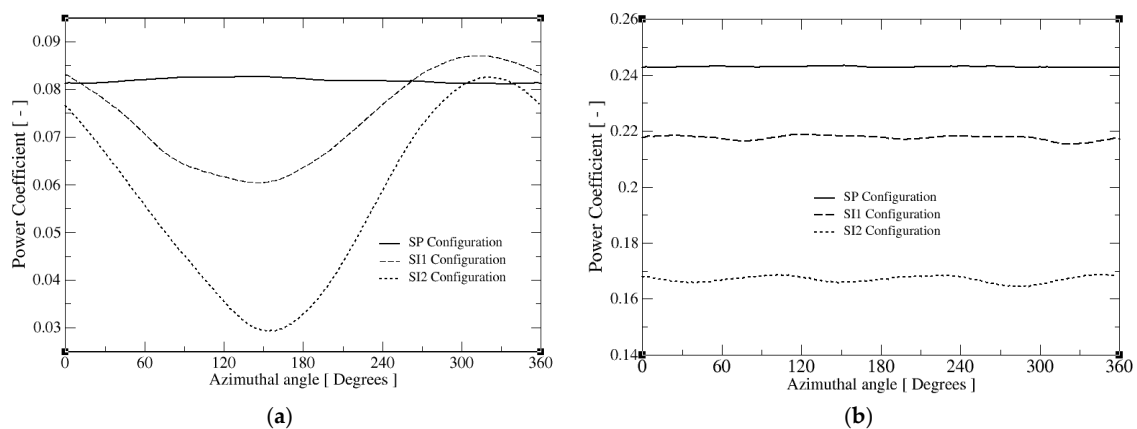 0.09
0.08
0.07
0.06
0.05
0.04
0.03
Power Coefficient [ - ]
SP Configuration
SI1 Configuration
SI2 Configuration
0 60 120 180 240 300 360
Azimuthal angle [ Degrees ]
(a)
0.26
0.24
0.22
0.2
0.18
0.16
0.14
Power Coefficient [ - ]
SP Configuration
SI1 Configuration
SI2 Configuration
0 60 120 180 240 300 360
Azimuthal angle [ Degrees ]
(b)